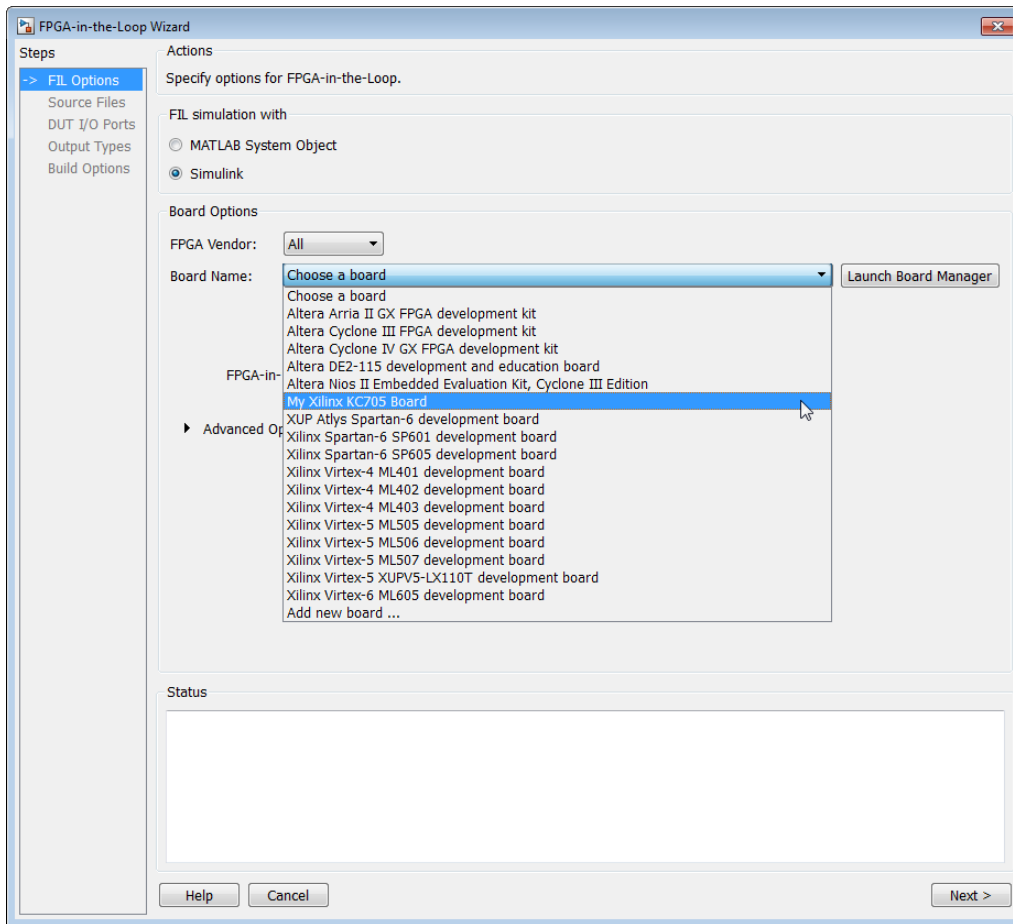 FPGA-in-the-Loop Wizard
Steps
-> FIL Options
Source Files
DUT I/O Ports
Output Types
Build Options
Actions
Specify options for FPGA-in-the-Loop.
FIL simulation with
MATLAB System Object
Simulink
Board Options
FPGA Vendor: All
Board Name: Choose a board Launch Board Manager
Choose a board
Altera Arria II GX FPGA development kit
Altera Cyclone III FPGA development kit
Altera Cyclone IV GX FPGA development kit
Altera DE2-115 development and education board
FPGA-in-
Altera Nios II Embedded Evaluation Kit, Cyclone III Edition
My Xilinx KC705 Board
XUP Atlys Spartan-6 development board
Advanced Op
Xilinx Spartan-6 SP601 development board
Xilinx Spartan-6 SP605 development board
Xilinx Virtex-4 ML401 development board
Xilinx Virtex-4 ML402 development board
Xilinx Virtex-4 ML403 development board
Xilinx Virtex-5 ML505 development board
Xilinx Virtex-5 ML506 development board
Xilinx Virtex-5 ML507 development board
Xilinx Virtex-5 XUPV5-LX110T development board
Xilinx Virtex-6 ML605 development board
Add new board ...
Status
Help Cancel Next >